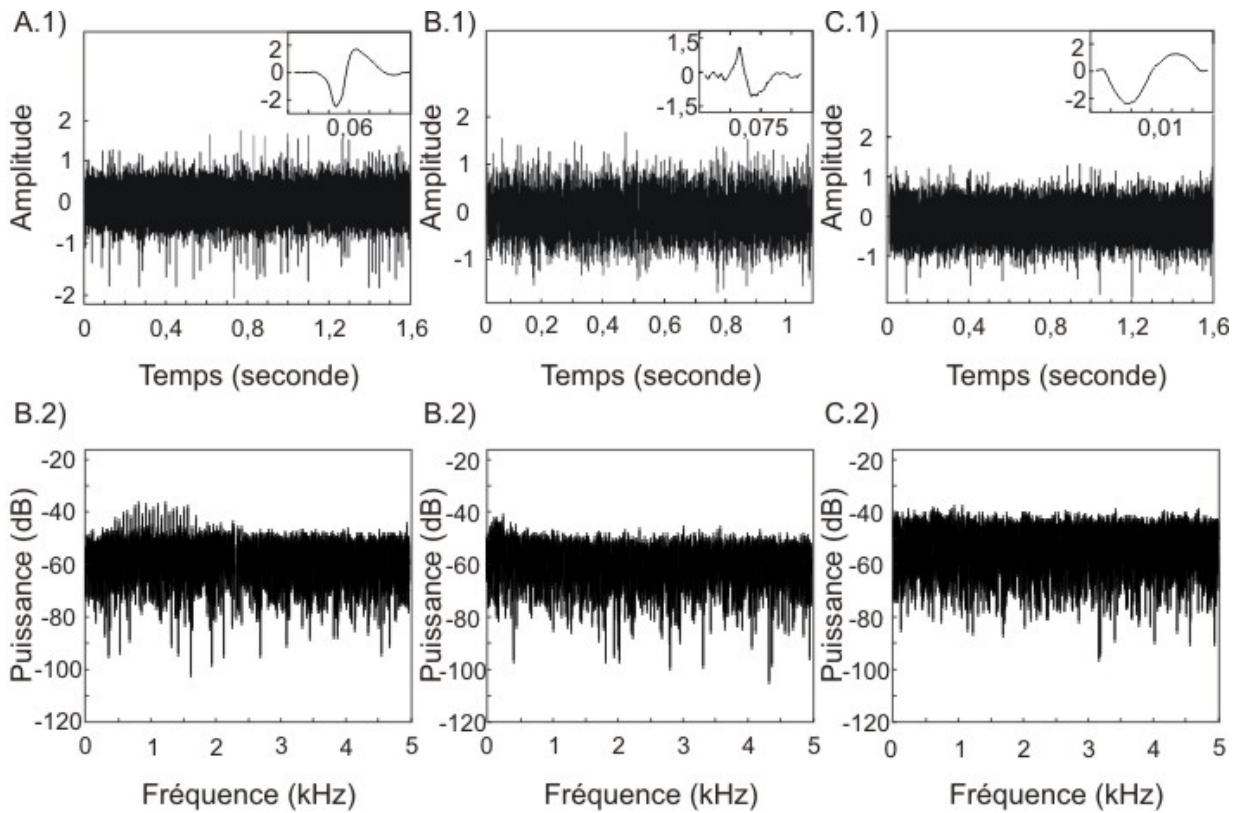 A.1)
B.1)
C.1)
2
0
-2
0,06
1,5
0
-1,5
0,075
2
0
-2
0,01
Amplitude
2
1
0
-1
-2
0 0,4 0,8 1,2 1,6
Temps (seconde)
Amplitude
2
1
0
-1
0 0,2 0,4 0,6 0,8 1
Temps (seconde)
Amplitude
2
1
0
-1
0 0,4 0,8 1,2 1,6
Temps (seconde)
B.2)
B.2)
C.2)
Puissance (dB)
-20
-40
-60
-80
-100
-120
0 1 2 3 4 5
Fréquence (kHz)
Puissance (dB)
-20
-40
-60
-80
-100
-120
0 1 2 3 4 5
Fréquence (kHz)
Puissance (dB)
-20
-40
-60
-80
-100
-120
0 1 2 3 4 5
Fréquence (kHz)